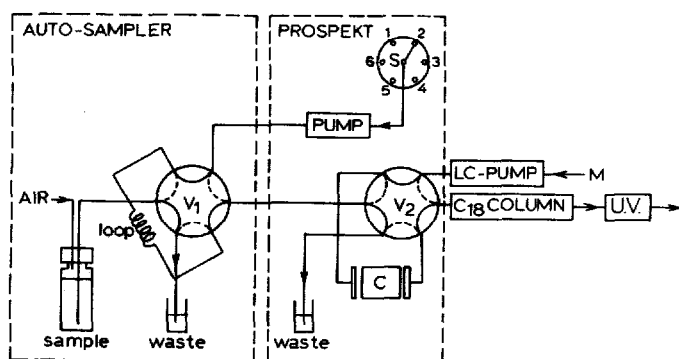 AUTO-SAMPLER
PROSPEKT
1
2
6
S
3
5
4
PUMP
LC-PUMP
M
AIR
V1
V2
C18 COLUMN
U.V.
loop
C
sample
waste
waste